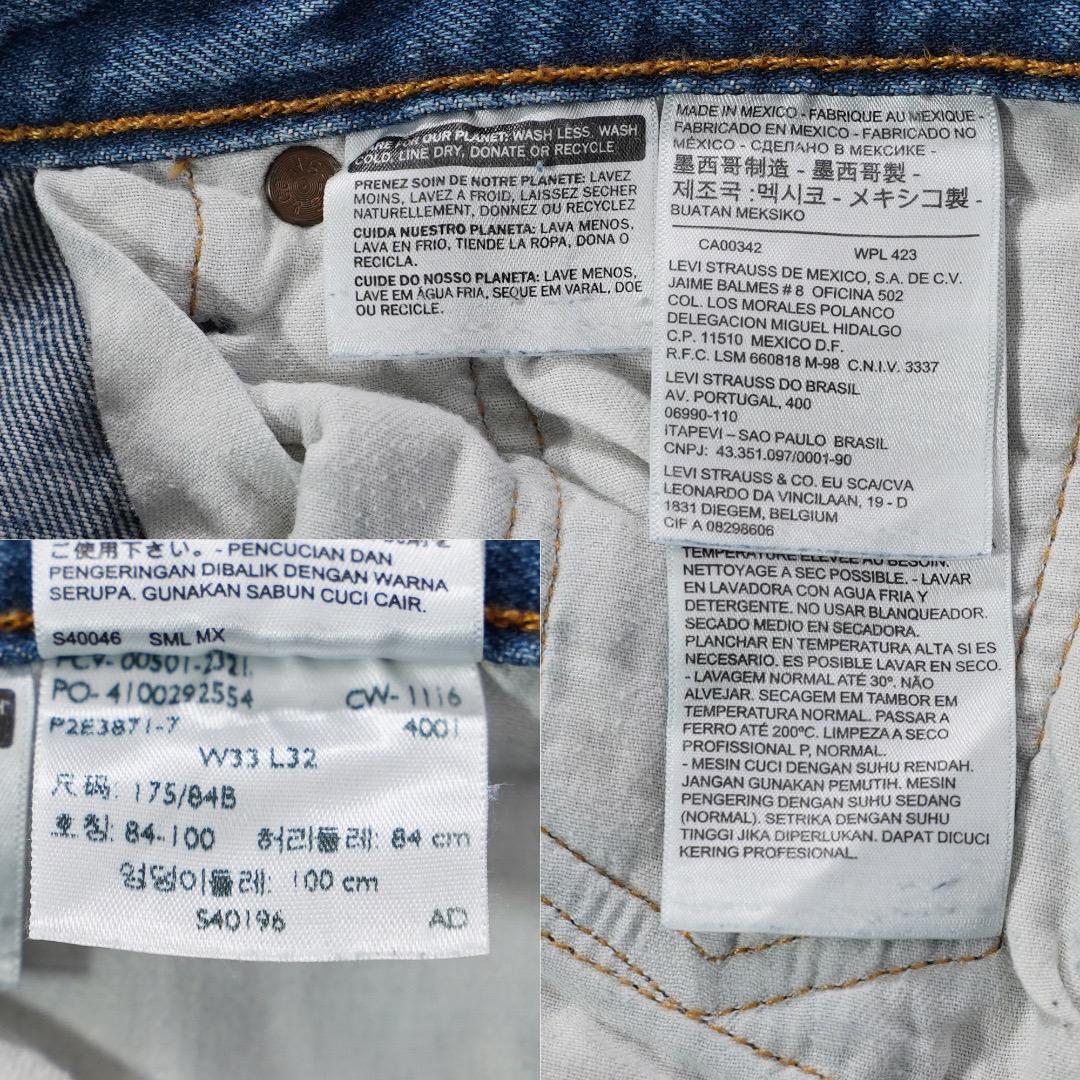 CARE FOR OUR PLANET: WASH LESS, WASH
COLD, LINE DRY, DONATE OR RECYCLE
PRENEZ SOIN DE NOTRE PLANETE: LAVEZ
MOINS, LAVEZ A FROID, LAISSEZ SECHER
NATURELLEMENT, DONNEZ OU RECYCLEZ
CUIDA NUESTRO PLANETA: LAVA MENOS,
LAVA EN FRIO, TIENDE LA ROPA, DONA O
RECICLA.
CUIDE DO NOSSO PLANETA: LAVE MENOS,
LAVE EM ÁGUA FRIA, SEQUE EM VARAL, DOE
OU RECICLE.
MADE IN MEXICO - FABRIQUE AU MEXIQUE -
FABRICADO EN MEXICO - FABRICADO NO
MÉXICO - СДЕЛАНО В МЕКСИКЕ -
墨西哥制造 - 墨西哥製 -
제조국 :멕시코 - メキシコ製 -
BUATAN MEKSIKO
CA00342 WPL 423
LEVI STRAUSS DE MEXICO, S.A. DE C.V.
JAIME BALMES # 8 OFICINA 502
COL. LOS MORALES POLANCO
DELEGACION MIGUEL HIDALGO
C.P. 11510 MEXICO D.F.
R.F.C. LSM 660818 M-98 C.N.I.V. 3337
LEVI STRAUSS DO BRASIL
AV. PORTUGAL, 400
06990-110
ITAPEVI – SAO PAULO BRASIL
CNPJ: 43.351.097/0001-90
LEVI STRAUSS & CO. EU SCA/CVA
LEONARDO DA VINCILAAN, 19 - D
1831 DIEGEM, BELGIUM
CIF A 08298606
TEMPERATURE ELEVEE AU BESOIN.
NETTOYAGE A SEC POSSIBLE. - LAVAR
EN LAVADORA CON AGUA FRIA Y
DETERGENTE. NO USAR BLANQUEADOR.
SECADO MEDIO EN SECADORA.
PLANCHAR EN TEMPERATURA ALTA SI ES
NECESARIO. ES POSIBLE LAVAR EN SECO.
- LAVAGEM NORMAL ATÉ 30º. NÃO
ALVEJAR. SECAGEM EM TAMBOR EM
TEMPERATURA NORMAL. PASSAR A
FERRO ATÉ 200ºC. LIMPEZA A SECO
PROFISSIONAL P, NORMAL.
- MESIN CUCI DENGAN SUHU RENDAH.
JANGAN GUNAKAN PEMUTIH. MESIN
PENGERING DENGAN SUHU SEDANG
(NORMAL). SETRIKA DENGAN SUHU
TINGGI JIKA DIPERLUKAN. DAPAT DICUCI
KERING PROFESIONAL.
ご使用下さい。 - PENCUCIAN DAN
PENGERINGAN DIBALIK DENGAN WARNA
SERUPA. GUNAKAN SABUN CUCI CAIR.
S40046 SML MX
PC9- 00501-2321
PO- 4100292554 CW- 1116
P2E3871-7 4001
W33 L32
尺码: 175/84B
호칭: 84-100 허리둘레: 84 cm
엉덩이둘레: 100 cm
S40196 AD